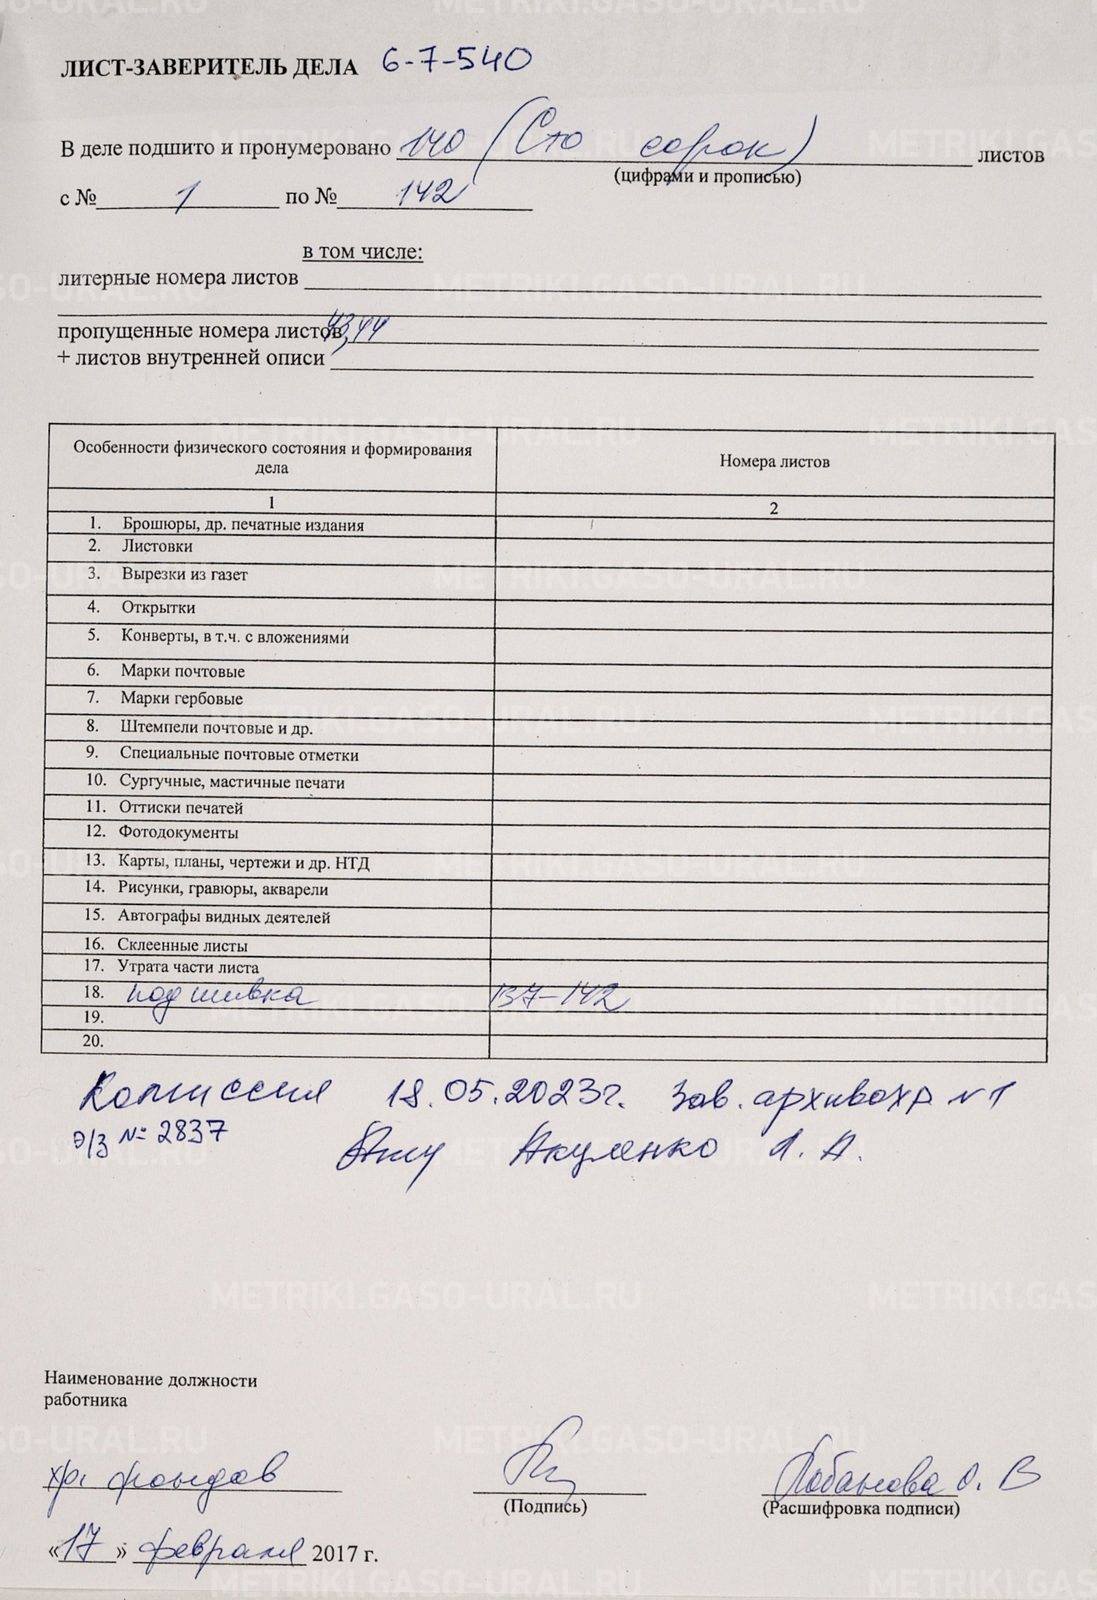 ЛИСТ-ЗАВЕРИТЕЛЬ ДЕЛА 6-7-540
В деле подшито и пронумеровано 140 (Сто сорок) листов
(цифрами и прописью)
с № 1 по № 142
в том числе:
литерные номера листов
пропущенные номера листов 43,44
+ листов внутренней описи
Особенности физического состояния и формирования дела Номера листов
1 2
1. Брошюры, др. печатные издания
2. Листовки
3. Вырезки из газет
4. Открытки
5. Конверты, в т.ч. с вложениями
6. Марки почтовые
7. Марки гербовые
8. Штемпели почтовые и др.
9. Специальные почтовые отметки
10. Сургучные, мастичные печати
11. Оттиски печатей
12. Фотодокументы
13. Карты, планы, чертежи и др. НТД
14. Рисунки, гравюры, акварели
15. Автографы видных деятелей
16. Склеенные листы
17. Утрата части листа
18. подшивка 137-142
19.
20.
Комиссия 18.05.2023г. Зав. архивохр №1
Э/З № 2837 Акуленко Л. А.
Наименование должности
работника
хр. фондов Лобанова О. В
(Подпись) (Расшифровка подписи)
«17» февраля 2017 г.
METRIKI.GASO-URAL.RU